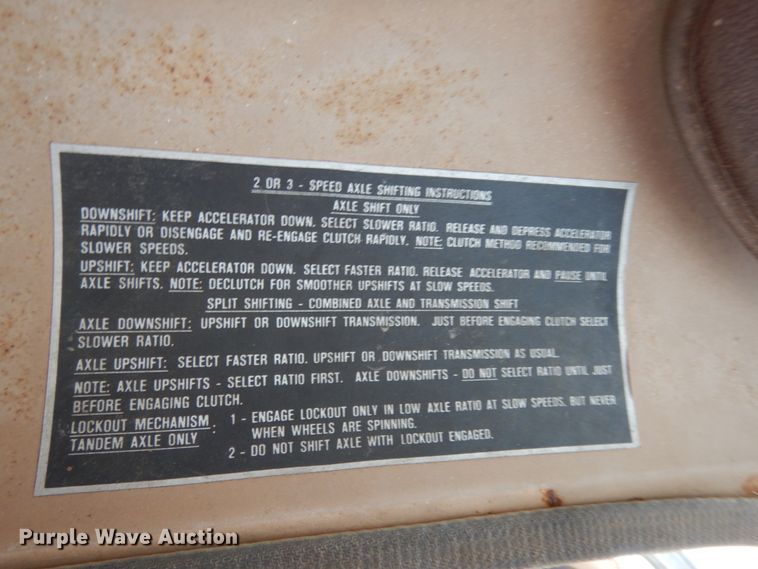 2 OR 3 - SPEED AXLE SHIFTING INSTRUCTIONS
AXLE SHIFT ONLY
DOWNSHIFT: KEEP ACCELERATOR DOWN. SELECT SLOWER RATIO. RELEASE AND DEPRESS ACCELERATOR
RAPIDLY OR DISENGAGE AND RE-ENGAGE CLUTCH RAPIDLY. NOTE: CLUTCH METHOD RECOMMENDED FOR
SLOWER SPEEDS.
UPSHIFT: KEEP ACCELERATOR DOWN. SELECT FASTER RATIO. RELEASE ACCELERATOR AND PAUSE UNTIL
AXLE SHIFTS. NOTE: DECLUTCH FOR SMOOTHER UPSHIFTS AT SLOW SPEEDS.
SPLIT SHIFTING - COMBINED AXLE AND TRANSMISSION SHIFT
AXLE DOWNSHIFT: UPSHIFT OR DOWNSHIFT TRANSMISSION. JUST BEFORE ENGAGING CLUTCH SELECT
SLOWER RATIO.
AXLE UPSHIFT: SELECT FASTER RATIO. UPSHIFT OR DOWNSHIFT TRANSMISSION AS USUAL.
NOTE: AXLE UPSHIFTS - SELECT RATIO FIRST. AXLE DOWNSHIFTS - DO NOT SELECT RATIO UNTIL JUST
BEFORE ENGAGING CLUTCH.
LOCKOUT MECHANISM
TANDEM AXLE ONLY :
1 - ENGAGE LOCKOUT ONLY IN LOW AXLE RATIO AT SLOW SPEEDS. BUT NEVER
WHEN WHEELS ARE SPINNING.
2 - DO NOT SHIFT AXLE WITH LOCKOUT ENGAGED.
Purple Wave Auction